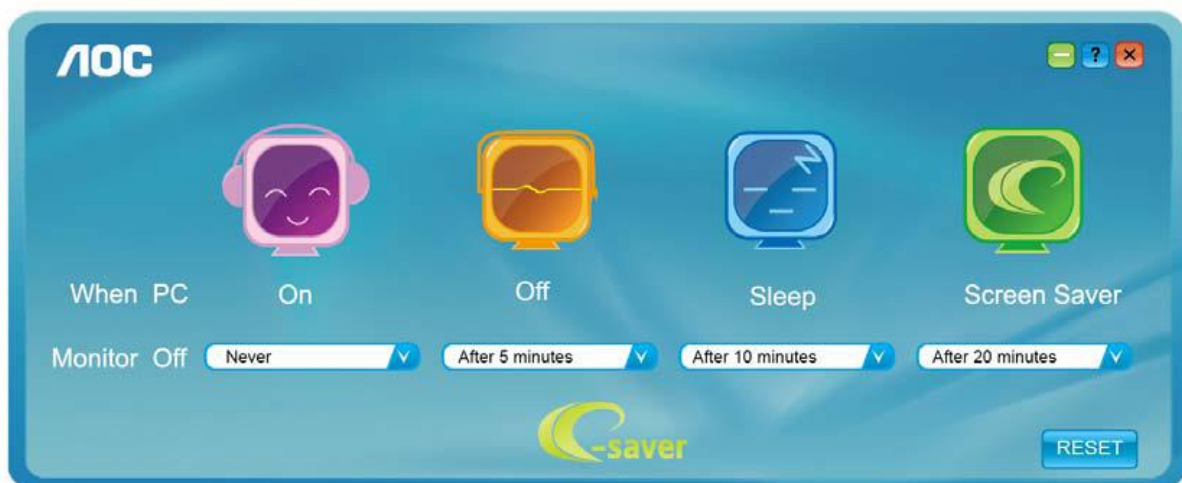 AOC
?
When PC On Off Sleep Screen Saver
Monitor Off Never After 5 minutes After 10 minutes After 20 minutes
e-saver
RESET